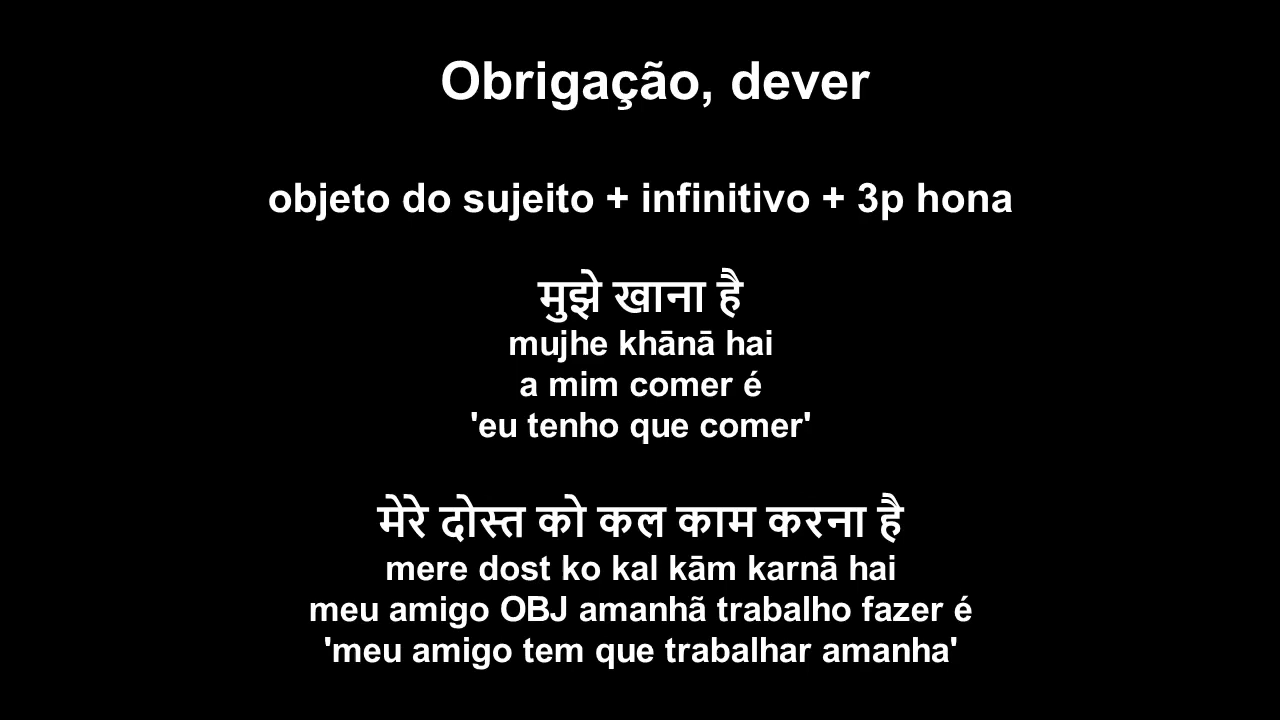 Obrigação, dever
objeto do sujeito + infinitivo + 3p hona
मुझे खाना है
mujhe khānā hai
a mim comer é
'eu tenho que comer'
मेरे दोस्त को कल काम करना है
mere dost ko kal kām karnā hai
meu amigo OBJ amanhã trabalho fazer é
'meu amigo tem que trabalhar amanha'